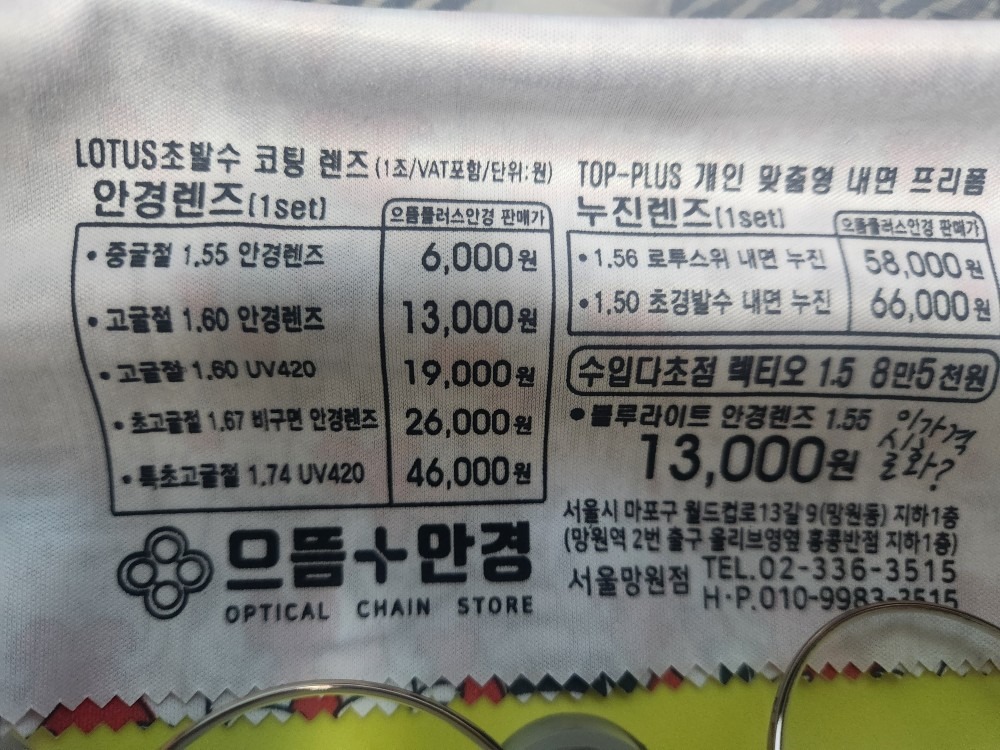 LOTUS초발수 코팅 렌즈 (1조/VAT포함/단위:원)
안경렌즈(1set)
으뜸플러스안경 판매가
• 중굴절 1.55 안경렌즈 6,000원
• 고굴절 1.60 안경렌즈 13,000원
• 고굴절 1.60 UV420 19,000원
• 초고굴절 1.67 비구면 안경렌즈 26,000원
• 특초고굴절 1.74 UV420 46,000원
으뜸+안경
OPTICAL CHAIN STORE
TOP-PLUS 개인 맞춤형 내면 프리폼
누진렌즈(1set)
으뜸플러스안경 판매가
• 1.56 로투스위 내면 누진 58,000원
• 1.50 초경발수 내면 누진 66,000원
수입다초점 렉티오 1.5 8만5천원
• 블루라이트 안경렌즈 1.55
13,000원
이가격
실화?
서울시 마포구 월드컵로13길 9(망원동) 지하1층
(망원역 2번 출구 올리브영옆 홍콩반점 지하1층)
서울망원점 TEL.02-336-3515
H·P.010-9983-3515